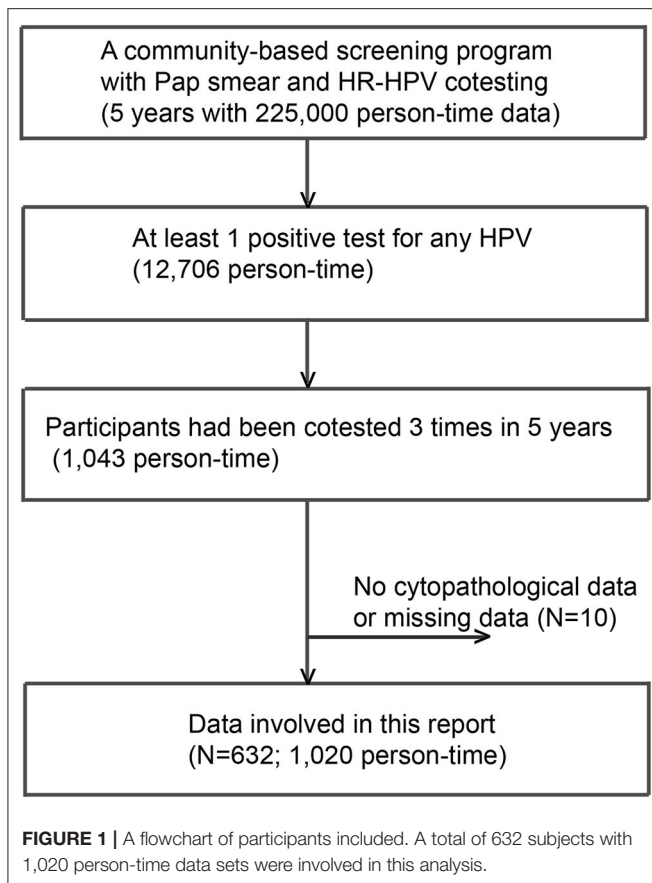 A community-based screening program
with Pap smear and HR-HPV cotesting
(5 years with 225,000 person-time data)
At least 1 positive test for any HPV
(12,706 person-time)
Participants had been cotested 3 times in 5 years
(1,043 person-time)
No cytopathological data
or missing data (N=10)
Data involved in this report
(N=632; 1,020 person-time)
FIGURE 1 | A flowchart of participants included. A total of 632 subjects with
1,020 person-time data sets were involved in this analysis.